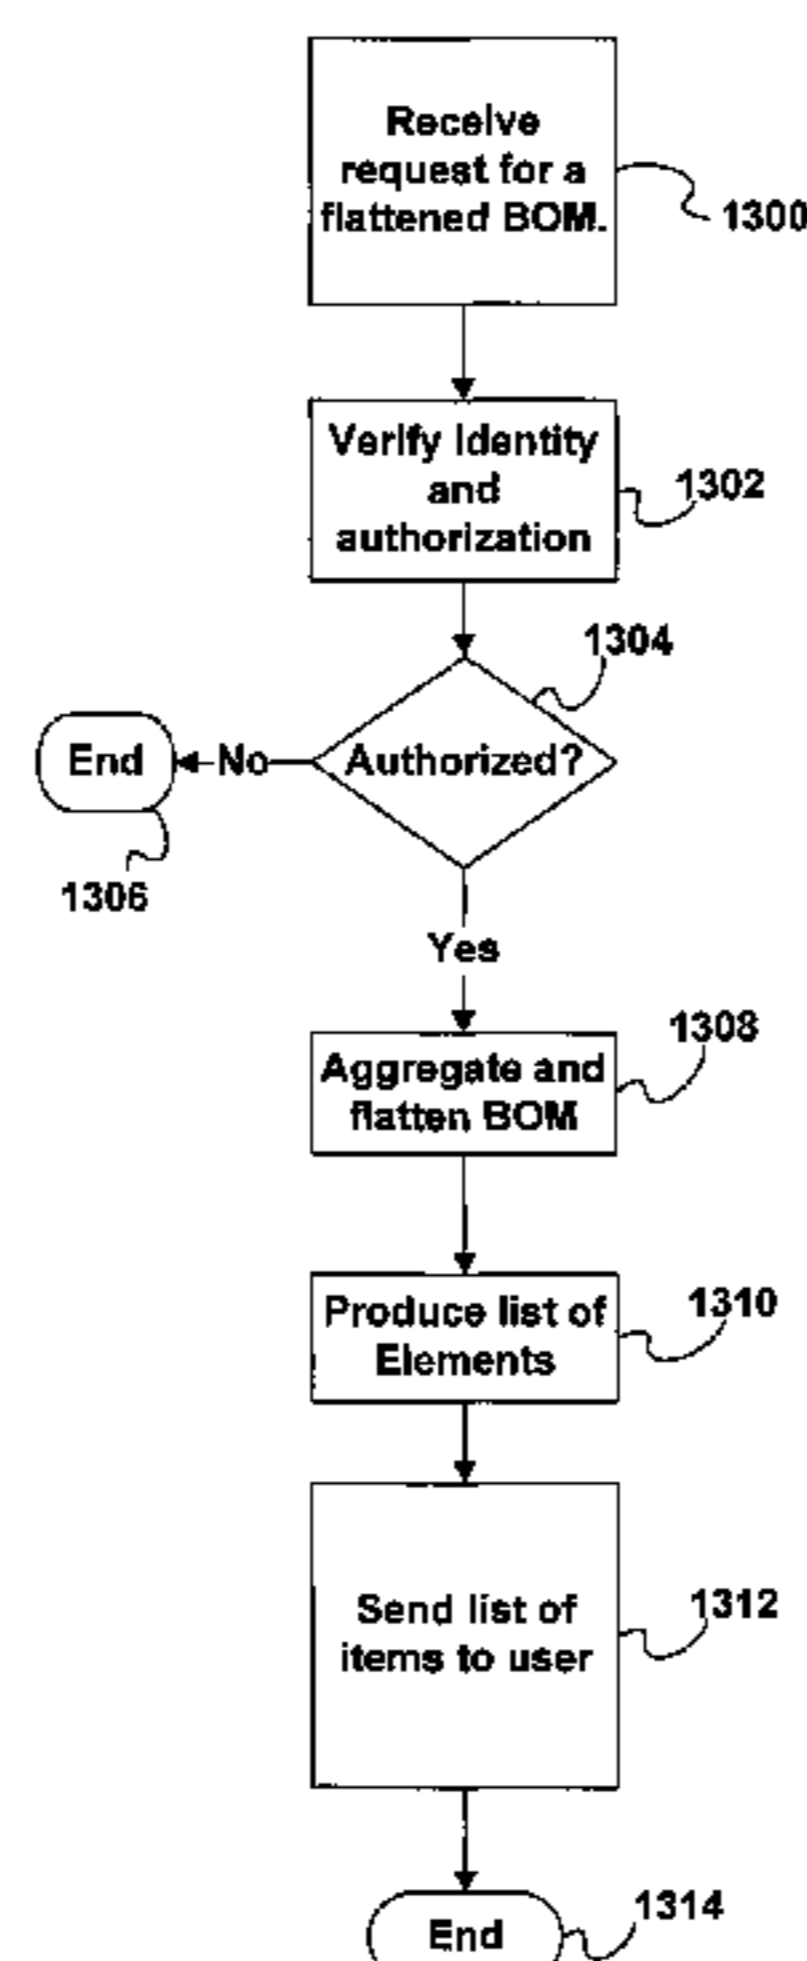 Receive
request for a
flattened BOM.
1300
Verify Identity
and
authorization
1302
1304
Authorized?
No
End
1306
Yes
Aggregate and
flatten BOM
1308
Produce list of
Elements
1310
Send list of
items to user
1312
End
1314